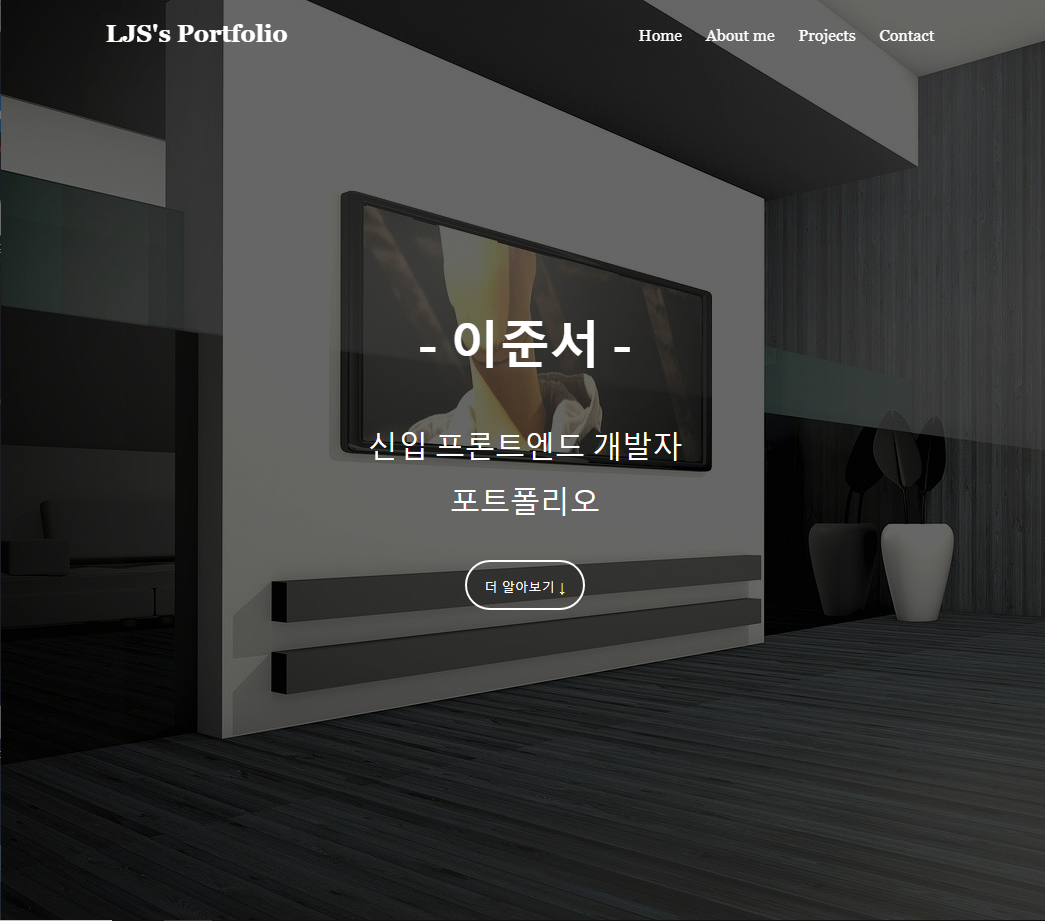 LJS's Portfolio
Home About me Projects Contact
- 이준서 -
신입 프론트엔드 개발자
포트폴리오
더 알아보기 ↓